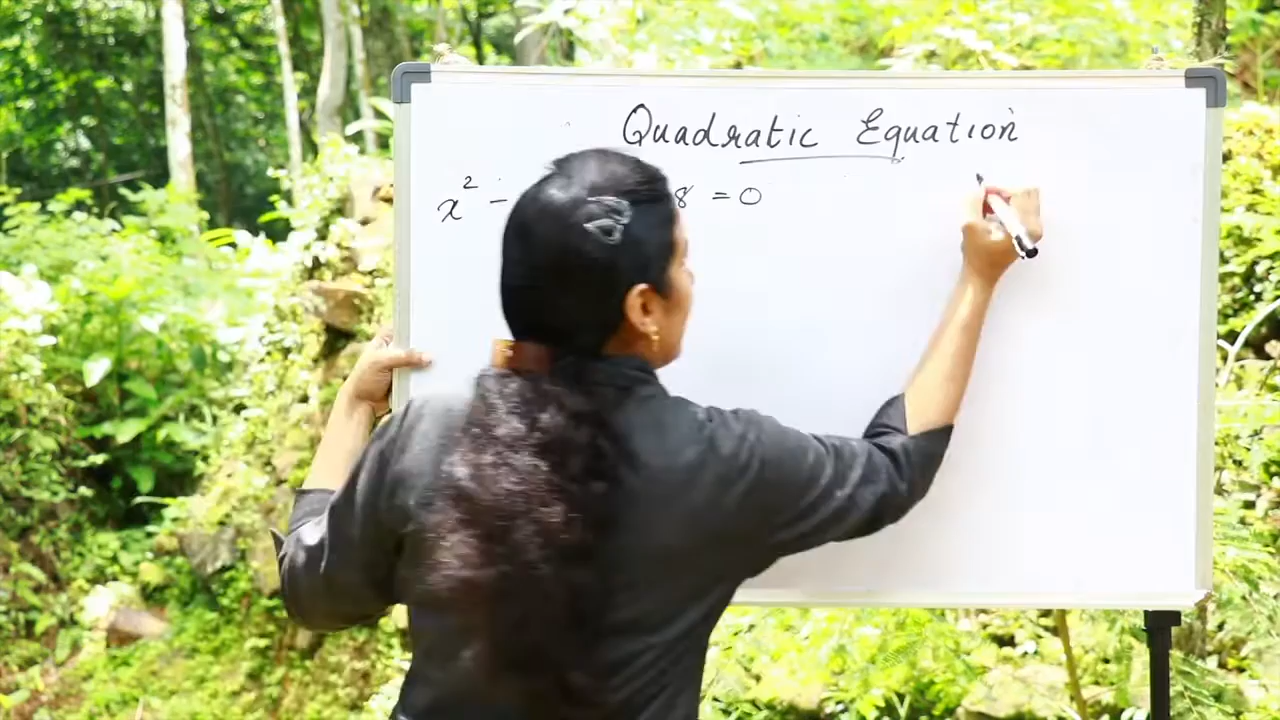 Quadratic Equation
x² - 8 = 0